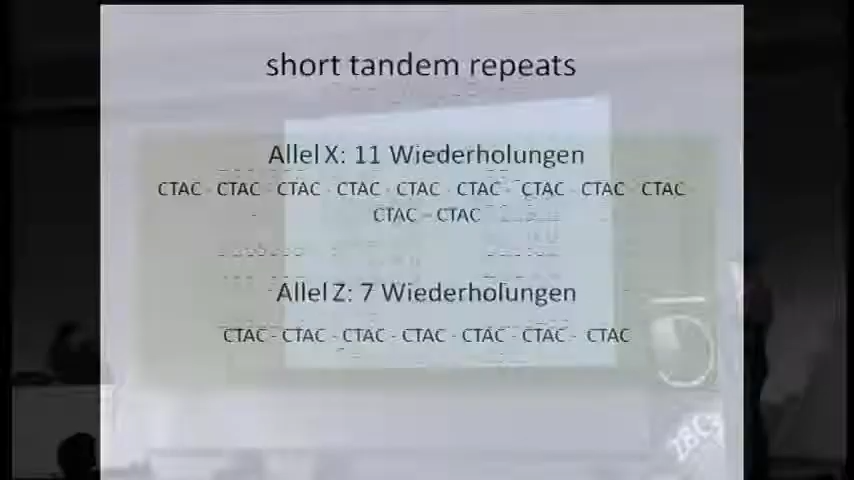 short tandem repeats
Allel X: 11 Wiederholungen
CTAC - CTAC - CTAC - CTAC - CTAC - CTAC - CTAC - CTAC - CTAC
CTAC - CTAC
Allel Z: 7 Wiederholungen
CTAC - CTAC - CTAC - CTAC - CTAC - CTAC - CTAC